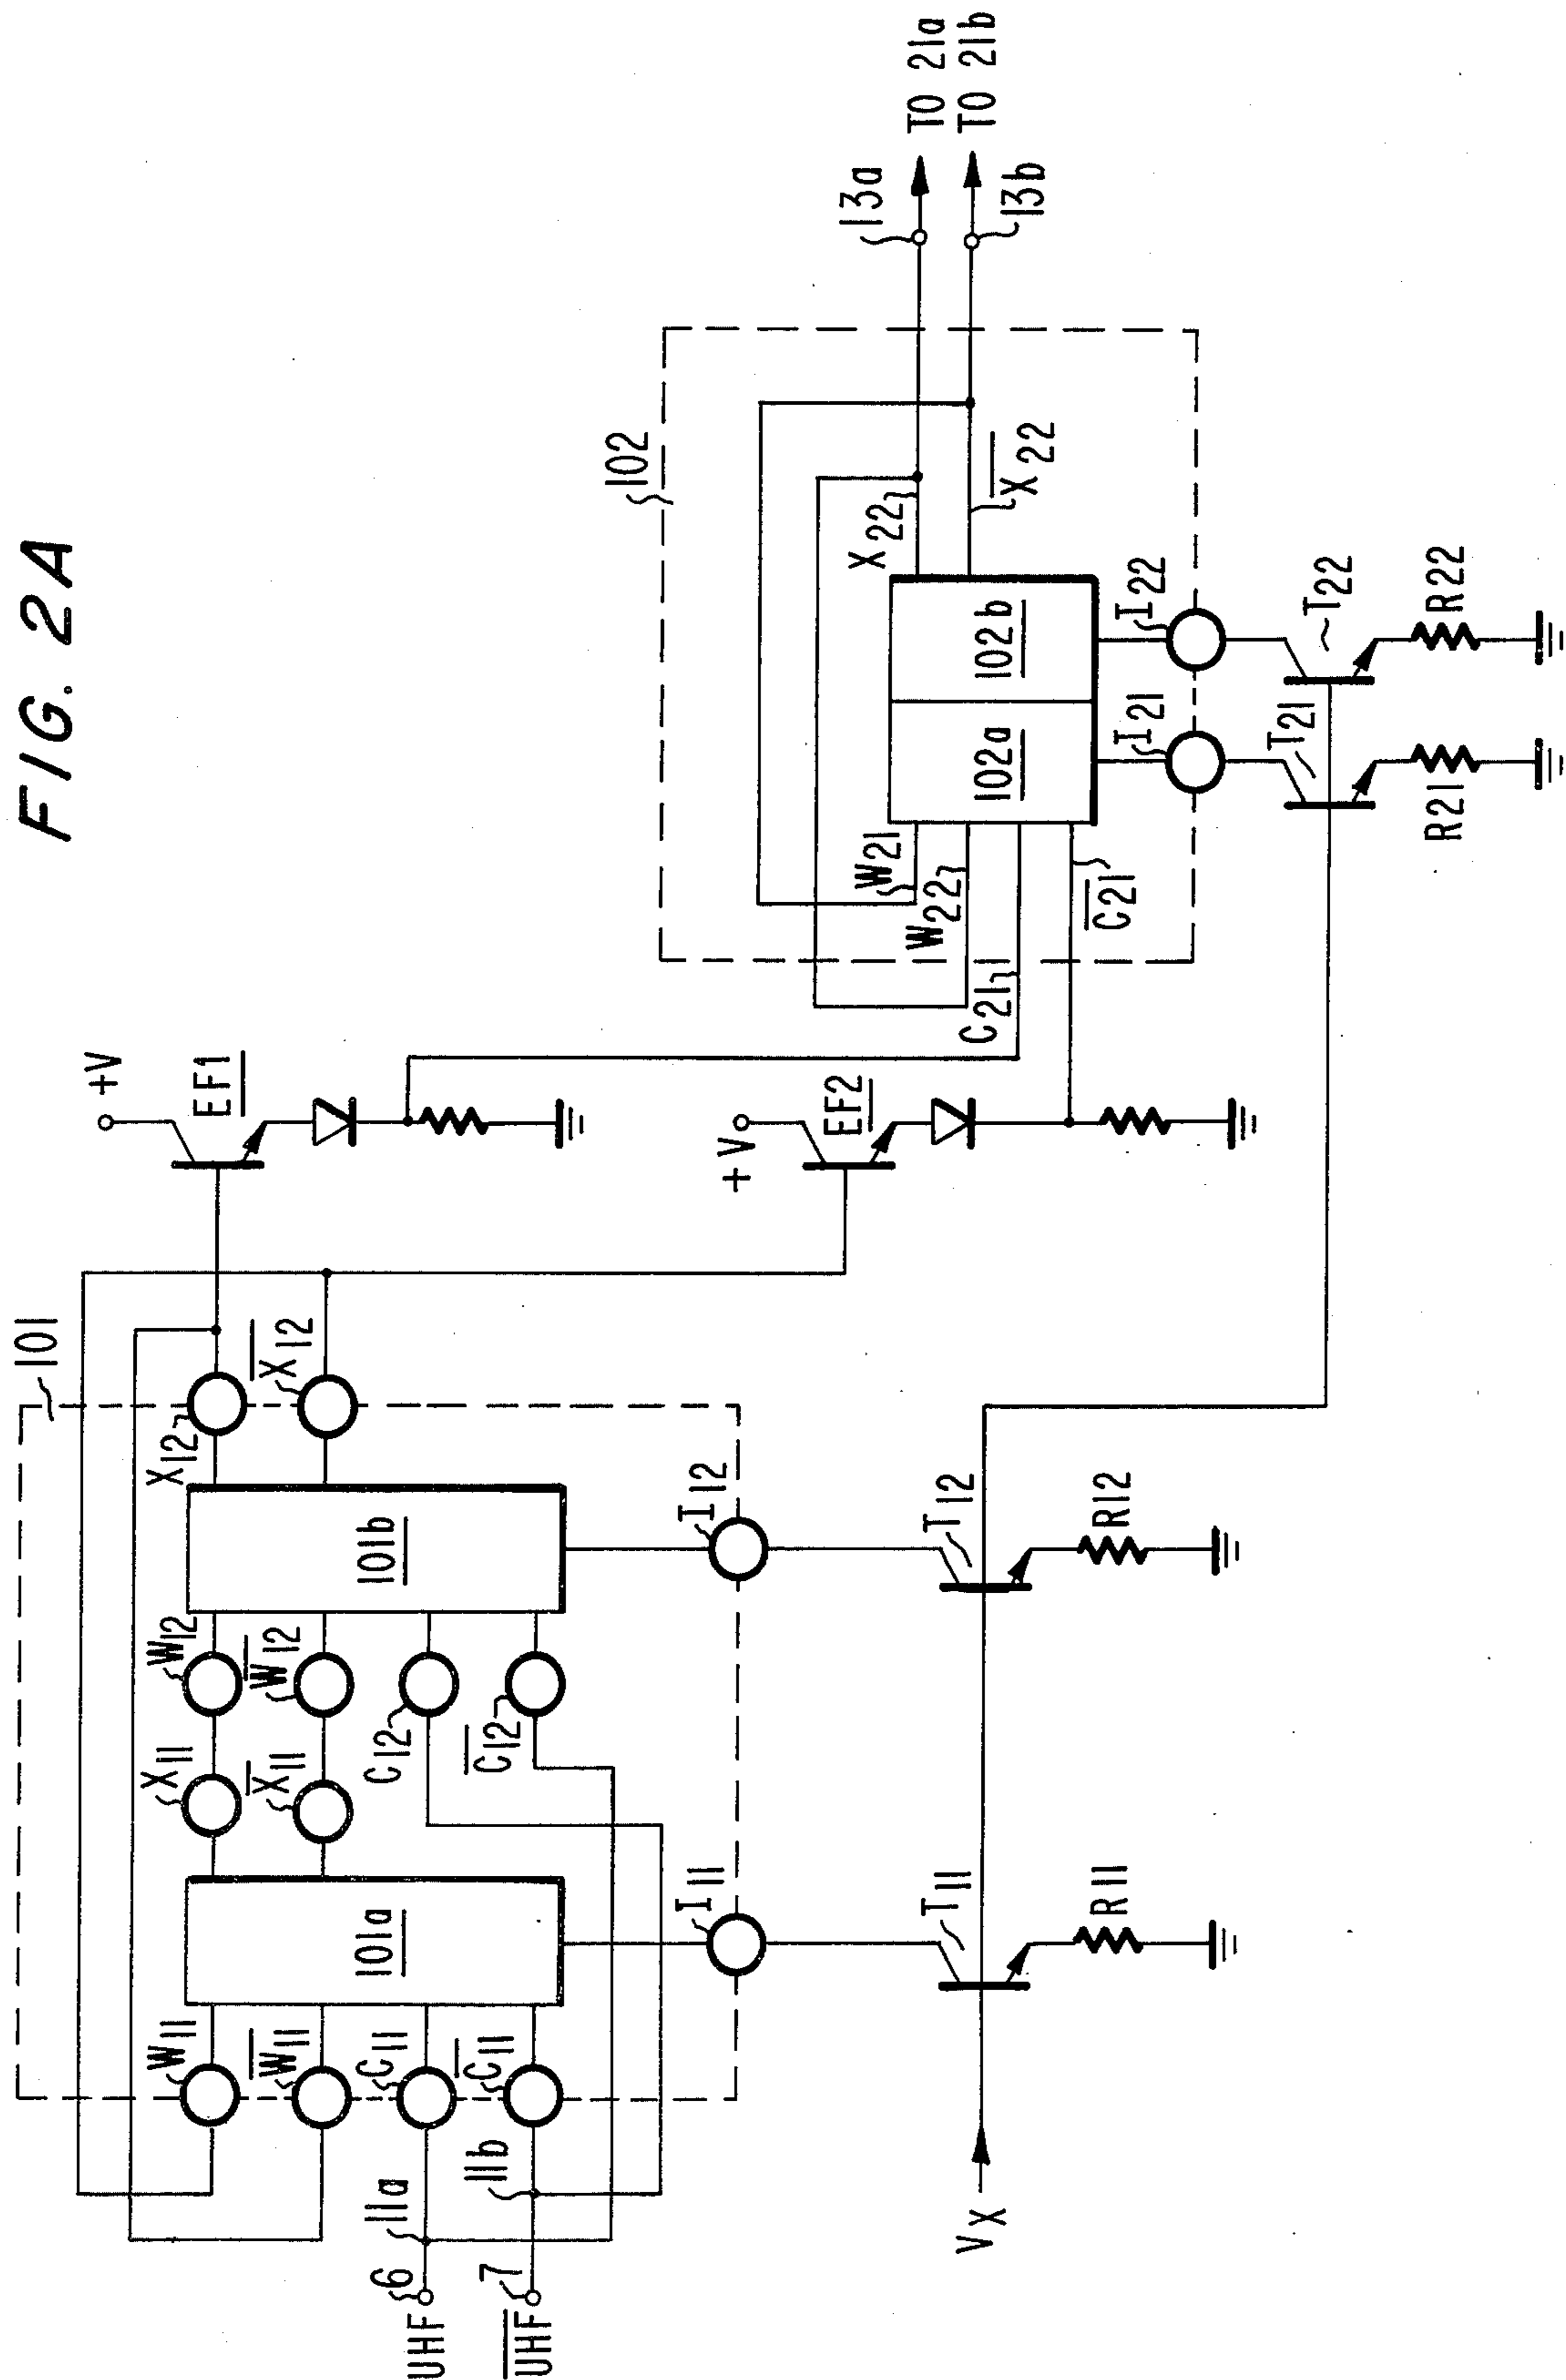 FIG. 2A
101
+V
EF1
X12
X̅12
W12
W̅12
X11
X̅11
W11
W̅11
C11
C̅11
C12
C̅12
101a
101b
11a
11b
6
UHF
7
U̅H̅F̅
I11
I12
+V
EF2
102
13a
TO 21a
TO 21b
13b
X22
X̅22
W21
W22
C21
C̅21
102a
102b
I21
I22
VX
T11
R11
T12
R12
T21
T22
R21
R22